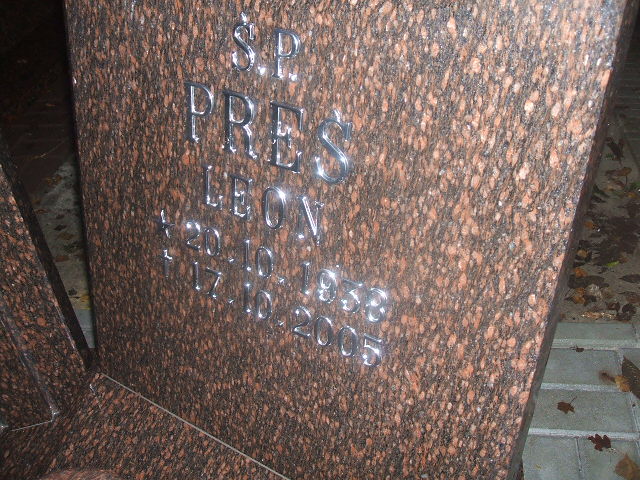 Ś.P.
PREŚ
LEON
* 20.10.1938
† 17.10.2005